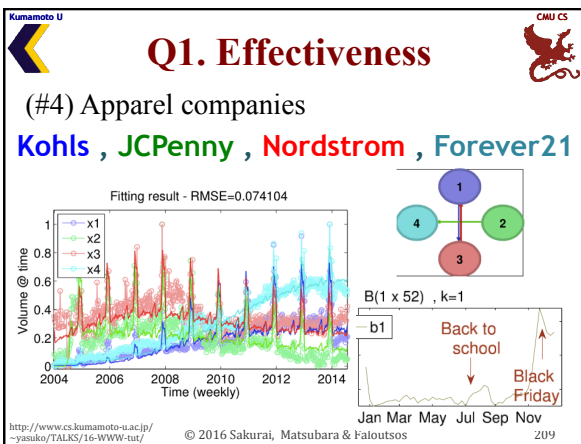 Kumamoto U
CMU CS
Q1. Effectiveness
(#4) Apparel companies
Kohls , JCPenny , Nordstrom , Forever21
Fitting result - RMSE=0.074104
x1
x2
x3
x4
1
0.8
0.6
0.4
0.2
0
Volume @ time
2004 2006 2008 2010 2012 2014
Time (weekly)
1
4
2
3
B(1 x 52) , k=1
b1
Back to
school
Black
Friday
Jan Mar May Jul Sep Nov
http://www.cs.kumamoto-u.ac.jp/
~yasuko/TALKS/16-WWW-tut/
© 2016 Sakurai, Matsubara & Faloutsos
209